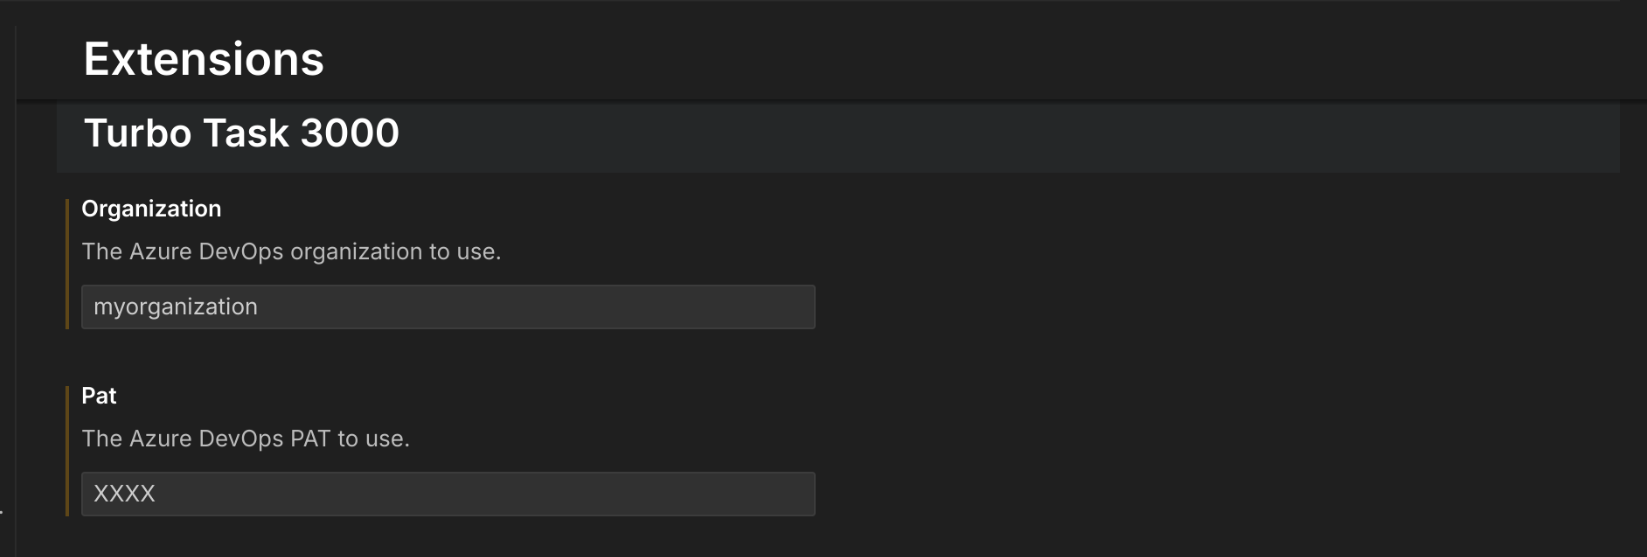 Extensions
Turbo Task 3000
Organization
The Azure DevOps organization to use.
myorganization
Pat
The Azure DevOps PAT to use.
XXXX